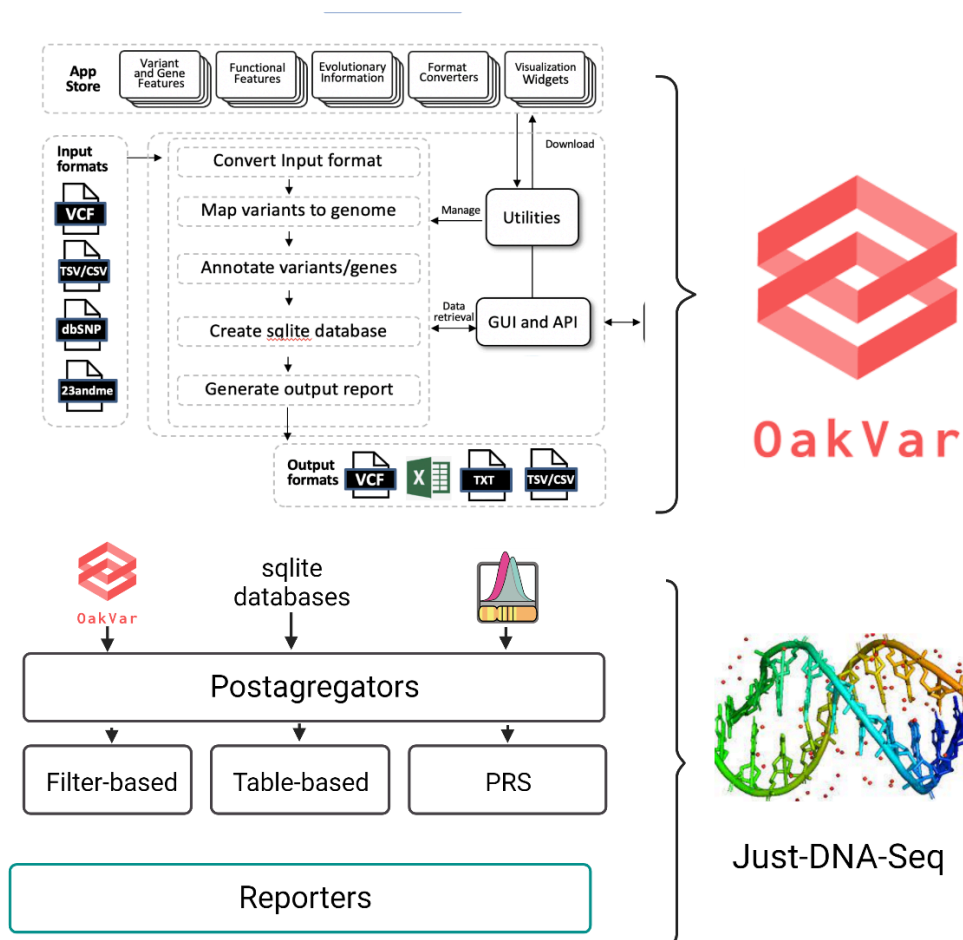 App
Store
Variant
and Gene
Features
Functional
Features
Evolutionary
Information
Format
Converters
Visualization
Widgets
Download
Input
formats
VCF
TSV/CSV
dbSNP
23andme
Convert Input format
Map variants to genome
Annotate variants/genes
Create sqlite database
Generate output report
Manage
Utilities
Data
retrieval
GUI and API
Output
formats
VCF
X
TXT
TSV/CSV
OakVar
OakVar
sqlite
databases
Postagregators
Filter-based
Table-based
PRS
Reporters
Just-DNA-Seq